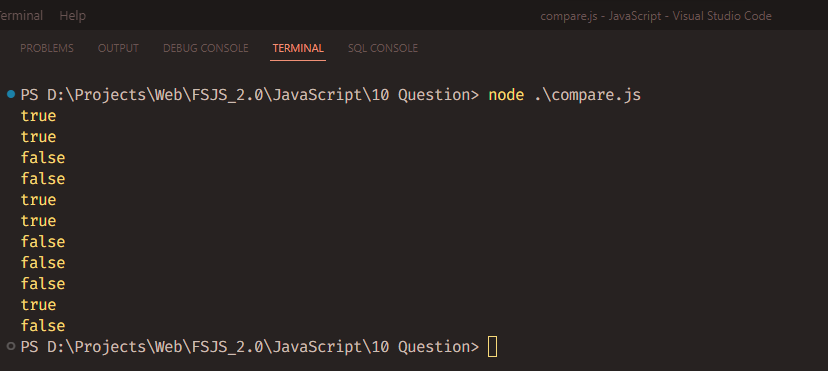 Terminal Help compare.js - JavaScript - Visual Studio Code
PROBLEMS OUTPUT DEBUG CONSOLE TERMINAL SQL CONSOLE
PS D:\Projects\Web\FSJS_2.0\JavaScript\10 Question> node .\compare.js
true
true
false
false
true
true
false
false
false
true
false
PS D:\Projects\Web\FSJS_2.0\JavaScript\10 Question>